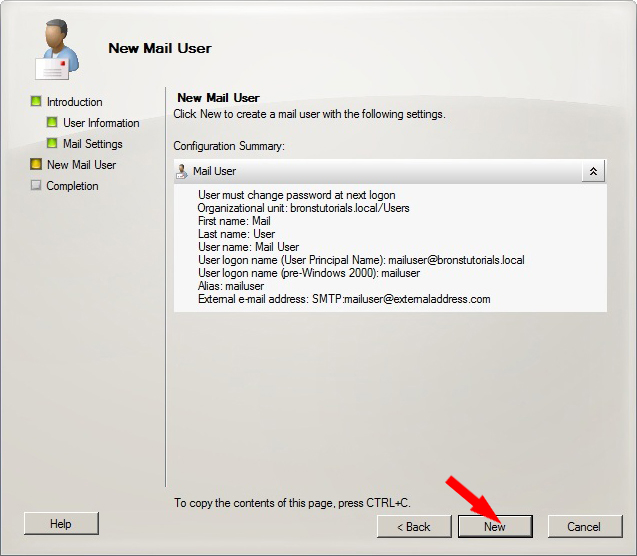 New Mail User
Introduction
User Information
Mail Settings
New Mail User
Completion
New Mail User
Click New to create a mail user with the following settings.
Configuration Summary:
Mail User
User must change password at next logon
Organizational unit: bronstutorials.local/Users
First name: Mail
Last name: User
User name: Mail User
User logon name (User Principal Name): mailuser@bronstutorials.local
User logon name (pre-Windows 2000): mailuser
Alias: mailuser
External e-mail address: SMTP:mailuser@externaladdress.com
To copy the contents of this page, press CTRL+C.
Help
< Back
New
Cancel